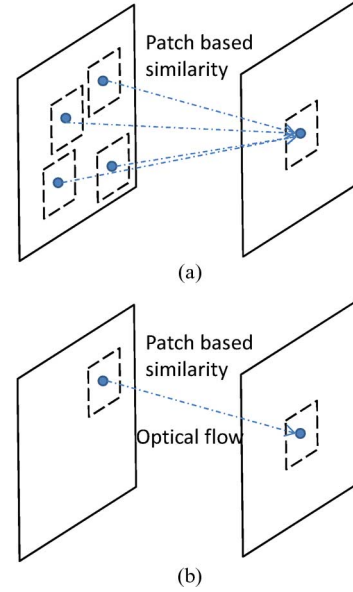 Patch based
similarity
(a)
Patch based
similarity
Optical flow
(b)